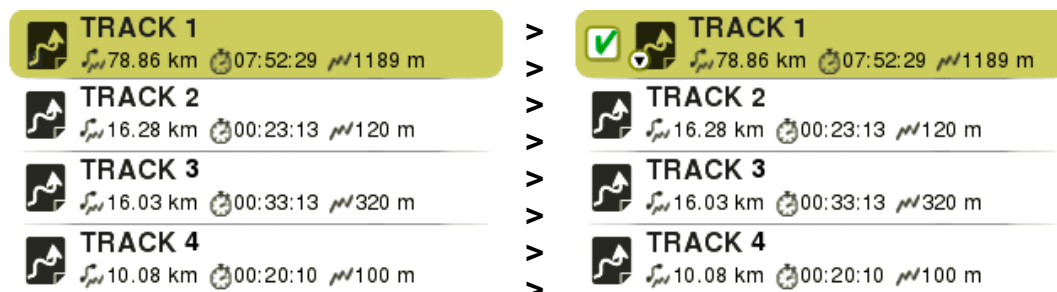 TRACK 1
78.86 km 07:52:29 1189 m
TRACK 2
16.28 km 00:23:13 120 m
TRACK 3
16.03 km 00:33:13 320 m
TRACK 4
10.08 km 00:20:10 100 m
>
>
>
>
>
>
>
>
TRACK 1
78.86 km 07:52:29 1189 m
TRACK 2
16.28 km 00:23:13 120 m
TRACK 3
16.03 km 00:33:13 320 m
TRACK 4
10.08 km 00:20:10 100 m